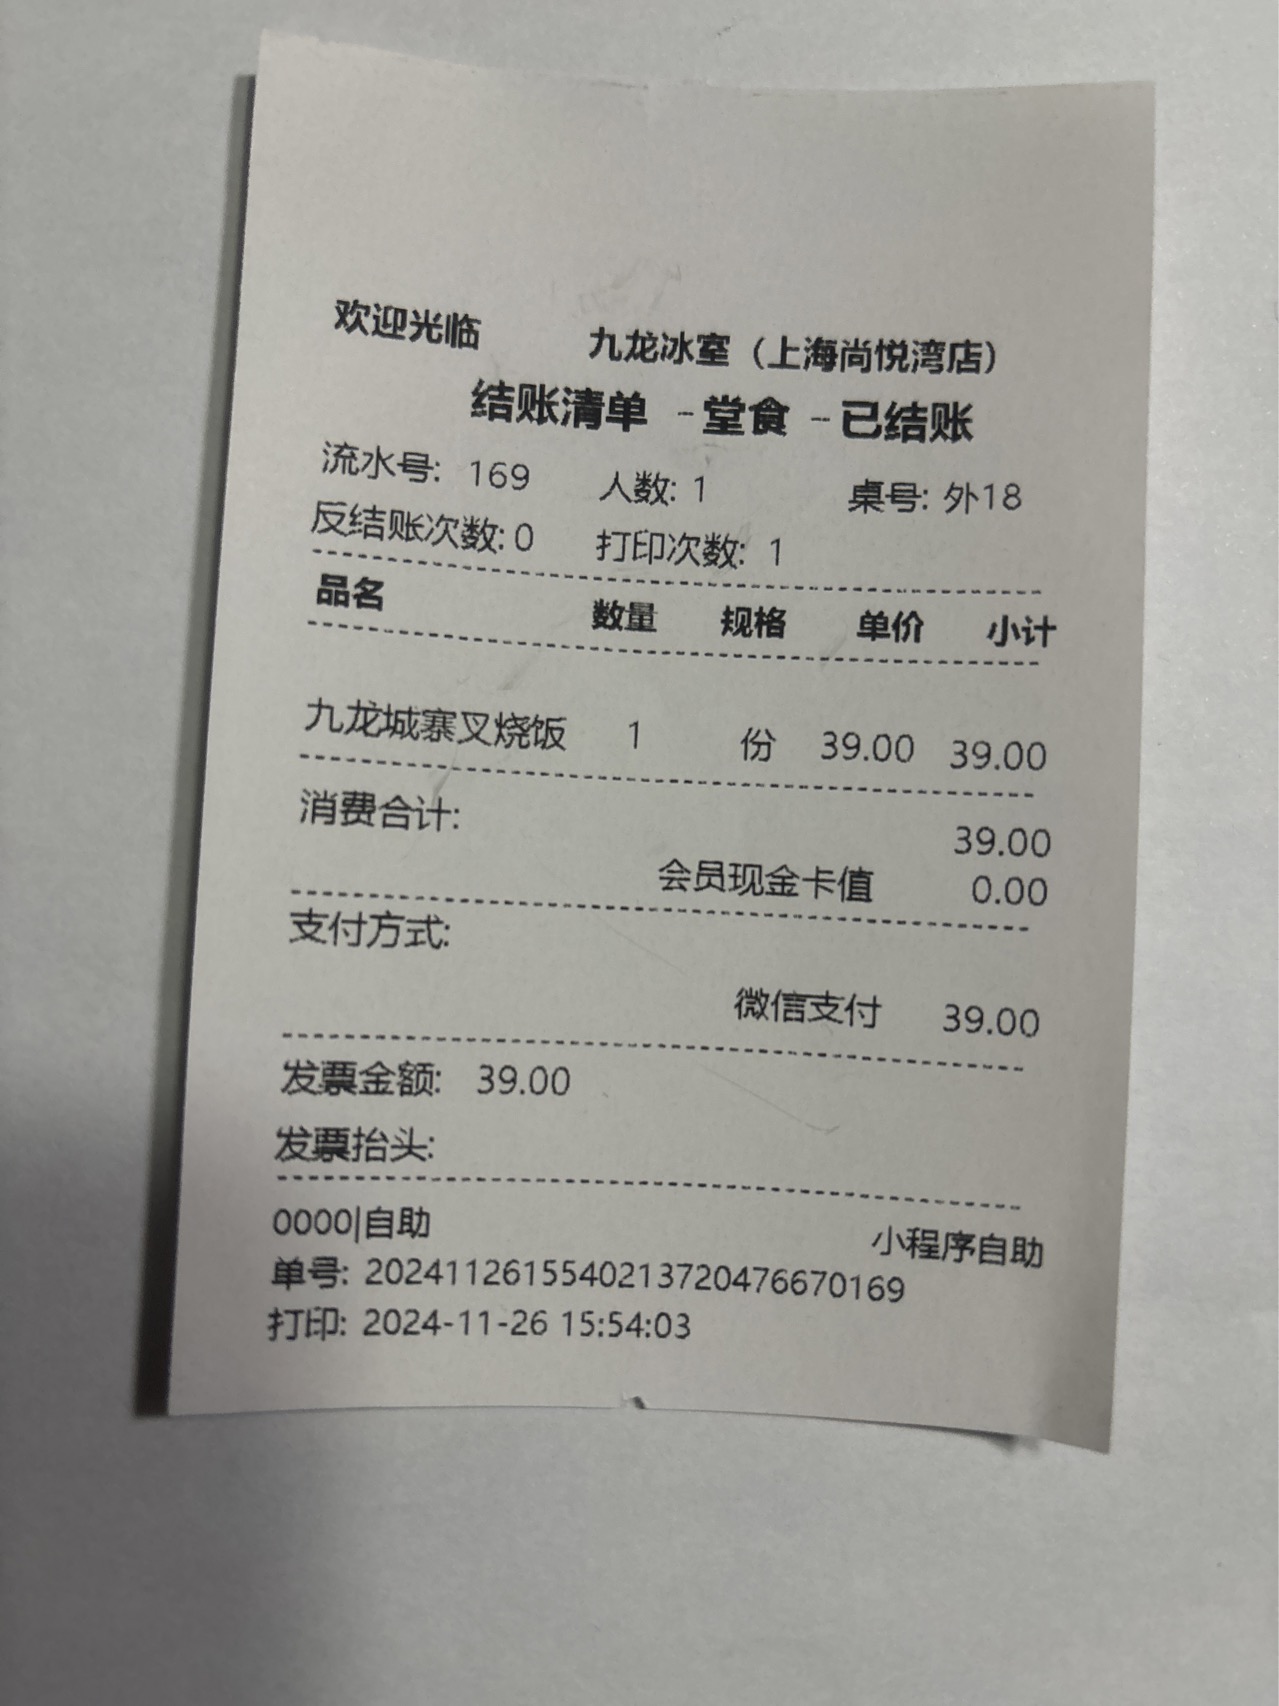 欢迎光临 九龙冰室（上海尚悦湾店）
结账清单 -堂食 -已结账
流水号: 169 人数: 1 桌号: 外18
反结账次数: 0 打印次数: 1
品名 数量 规格 单价 小计
九龙城寨叉烧饭 1 份 39.00 39.00
消费合计: 39.00
会员现金卡值 0.00
支付方式:
微信支付 39.00
发票金额: 39.00
发票抬头:
0000|自助 小程序自助
单号: 20241126155402137204766​70169
打印: 2024-11-26 15:54:03